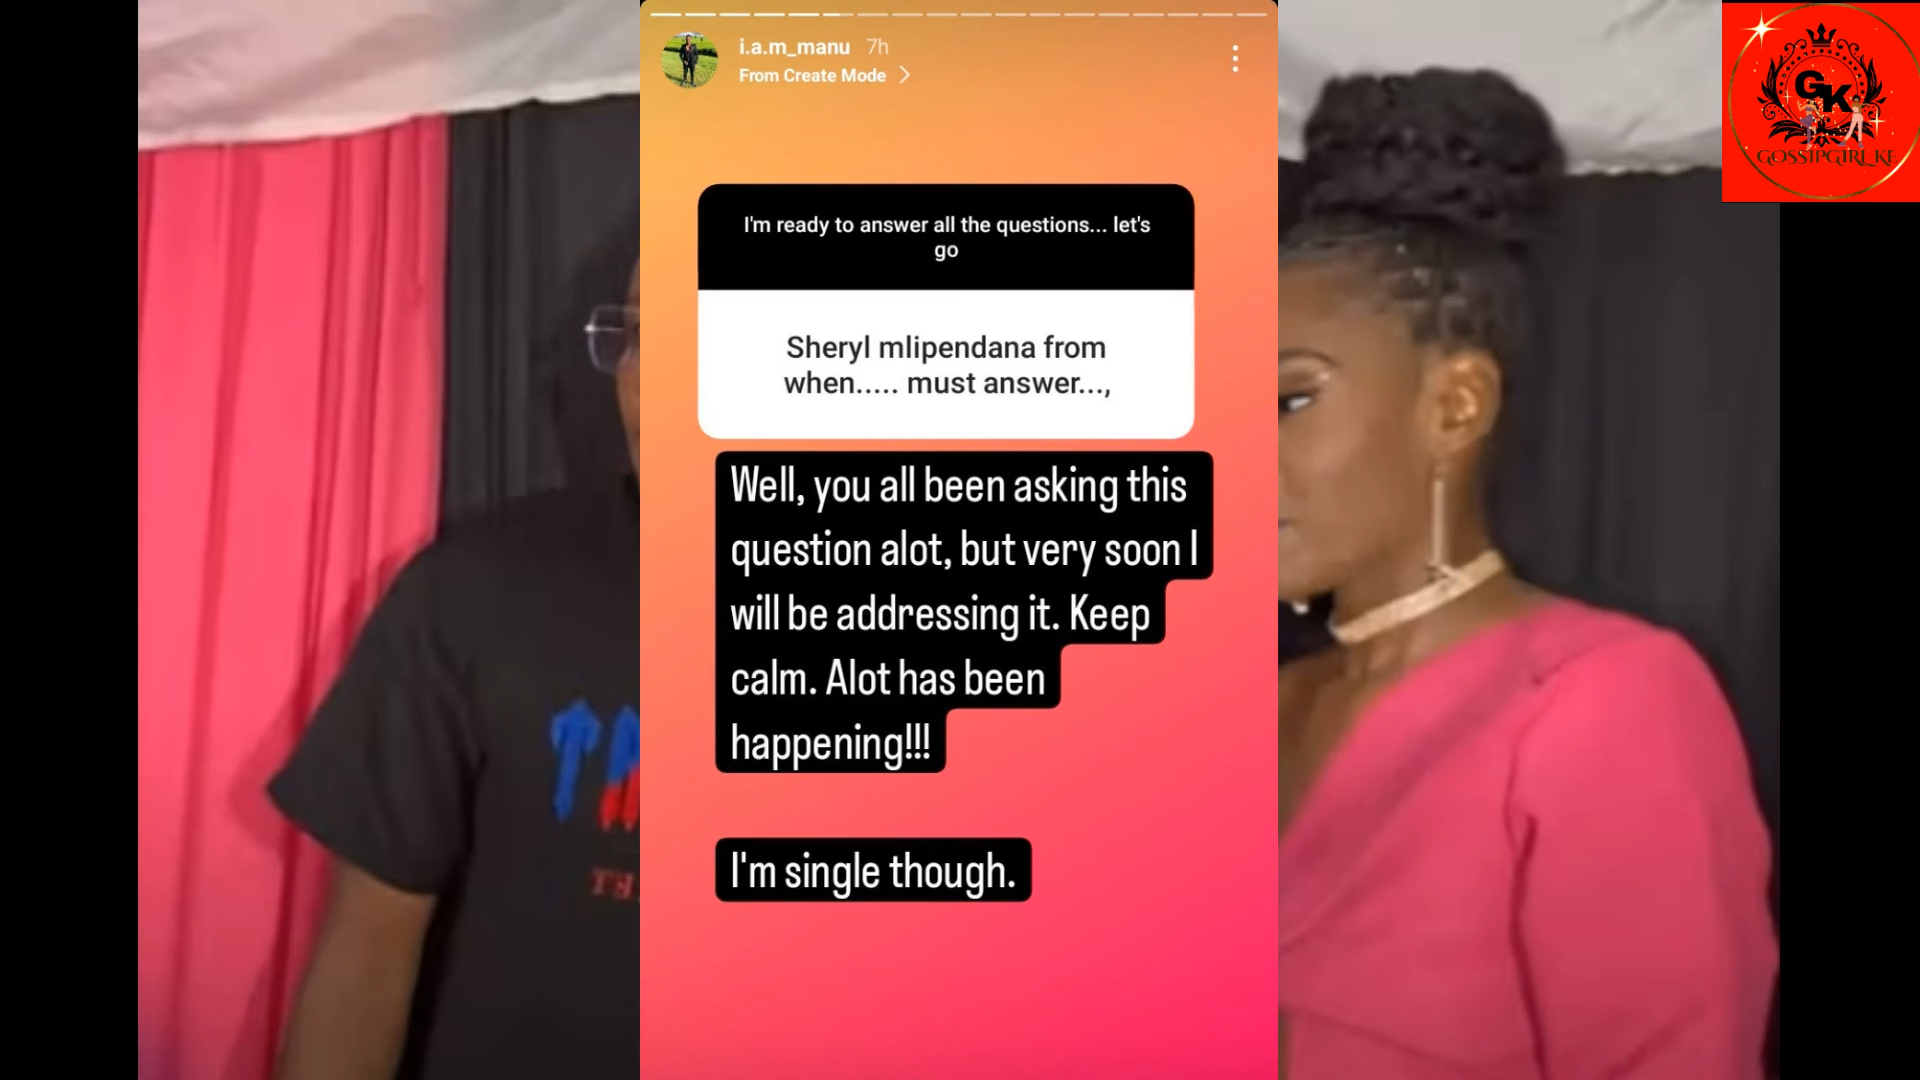 i.a.m_manu 7h
From Create Mode
I'm ready to answer all the questions... let's
go
Sheryl mlipendana from
when..... must answer...,
Well, you all been asking this
question alot, but very soon I
will be addressing it. Keep
calm. Alot has been
happening!!!
I'm single though.
GK
GOSSIPGIRL_KE